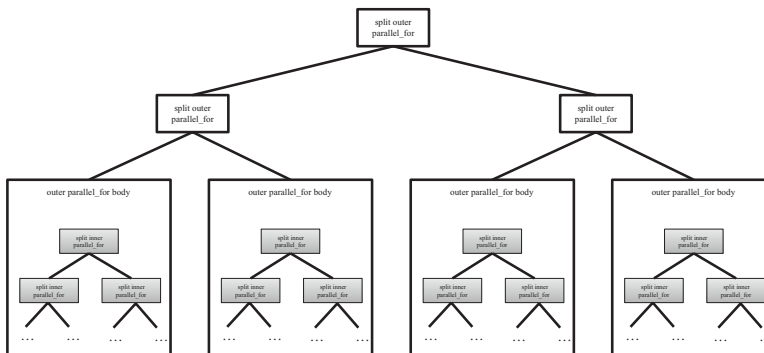 split outer
parallel_for
split outer
parallel_for
split outer
parallel_for
outer parallel_for body
outer parallel_for body
outer parallel_for body
outer parallel_for body
split inner
parallel_for
split inner
parallel_for
split inner
parallel_for
split inner
parallel_for
split inner
parallel_for
split inner
parallel_for
split inner
parallel_for
split inner
parallel_for
split inner
parallel_for
split inner
parallel_for
split inner
parallel_for
split inner
parallel_for
... ... ... ... ... ... ... ... ... ... ... ... ... ... ... ...